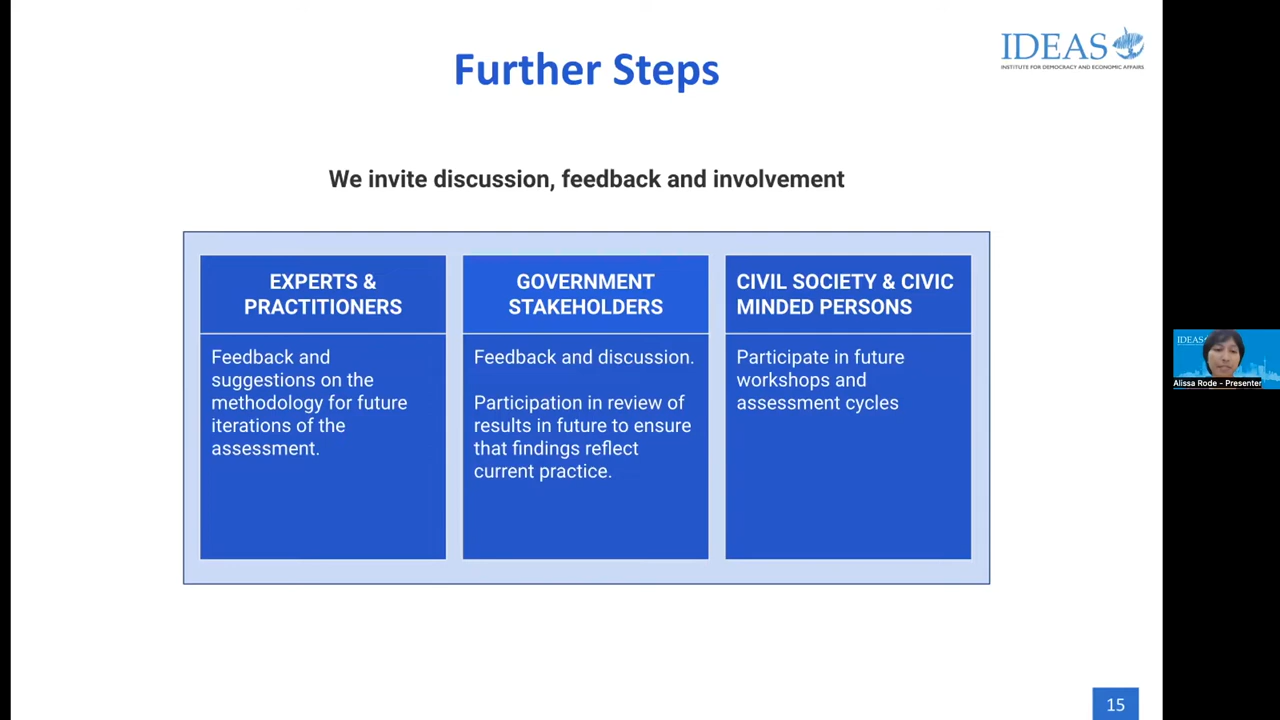 IDEAS
INSTITUTE FOR DEMOCRACY AND ECONOMIC AFFAIRS
Further Steps
We invite discussion, feedback and involvement
EXPERTS &
PRACTITIONERS
Feedback and
suggestions on the
methodology for future
iterations of the
assessment.
GOVERNMENT
STAKEHOLDERS
Feedback and discussion.
Participation in review of
results in future to ensure
that findings reflect
current practice.
CIVIL SOCIETY & CIVIC
MINDED PERSONS
Participate in future
workshops and
assessment cycles
IDEAS
Alissa Rode - Presenter
15